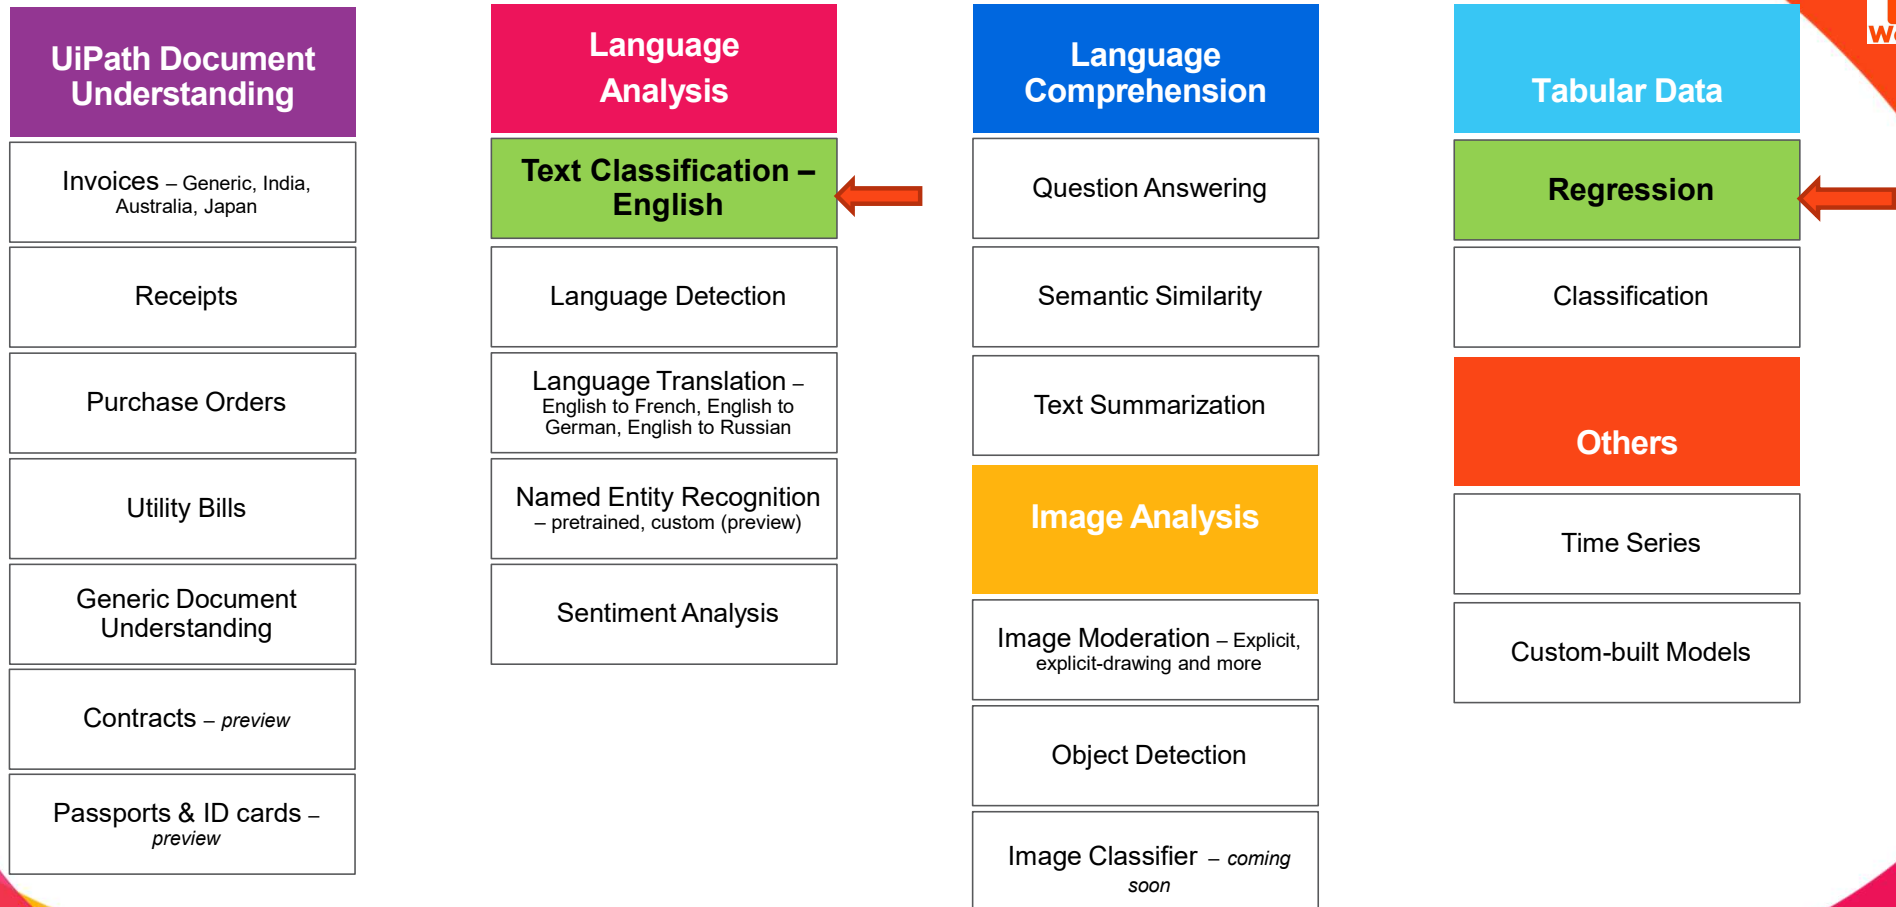 UiPath Document
Understanding
Invoices – Generic, India,
Australia, Japan
Receipts
Purchase Orders
Utility Bills
Generic Document
Understanding
Contracts – preview
Passports & ID cards –
preview
Language
Analysis
Text Classification –
English
Language Detection
Language Translation –
English to French, English to
German, English to Russian
Named Entity Recognition
– pretrained, custom (preview)
Sentiment Analysis
Language
Comprehension
Question Answering
Semantic Similarity
Text Summarization
Image Analysis
Image Moderation – Explicit,
explicit-drawing and more
Object Detection
Image Classifier – coming
soon
Tabular Data
Regression
Classification
Others
Time Series
Custom-built Models